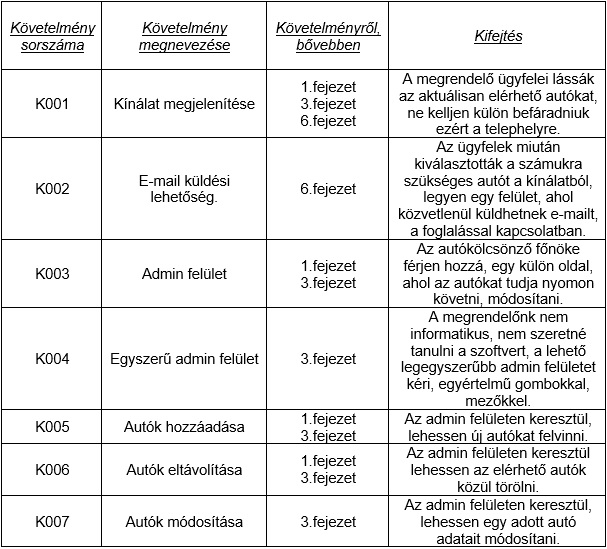 Követelmény sorszáma
Követelmény megnevezése
Követelményről, bővebben
Kifejtés
K001
Kínálat megjelenítése
1.fejezet
3.fejezet
6.fejezet
A megrendelő ügyfelei lássák
az aktuálisan elérhető autókat,
ne kelljen külön befáradniuk
ezért a telephelyre.
K002
E-mail küldési
lehetőség.
6.fejezet
Az ügyfelek miután
kiválasztották a számukra
szükséges autót a kínálatból,
legyen egy felület, ahol
közvetlenül küldhetnek e-mailt,
a foglalással kapcsolatban.
K003
Admin felület
1.fejezet
3.fejezet
Az autókölcsönző főnöke
férjen hozzá, egy külön oldal,
ahol az autókat tudja nyomon
követni, módosítani.
K004
Egyszerű admin felület
3.fejezet
A megrendelőnk nem
informatikus, nem szeretné
tanulni a szoftvert, a lehető
legegyszerűbb admin felületet
kéri, egyértelmű gombokkal,
mezőkkel.
K005
Autók hozzáadása
1.fejezet
3.fejezet
Az admin felületen keresztül,
lehessen új autókat felvinni.
K006
Autók eltávolítása
1.fejezet
3.fejezet
Az admin felületen keresztül
lehessen az elérhető autók
közül törölni.
K007
Autók módosítása
3.fejezet
Az admin felületen keresztül,
lehessen egy adott autó
adatait módosítani.